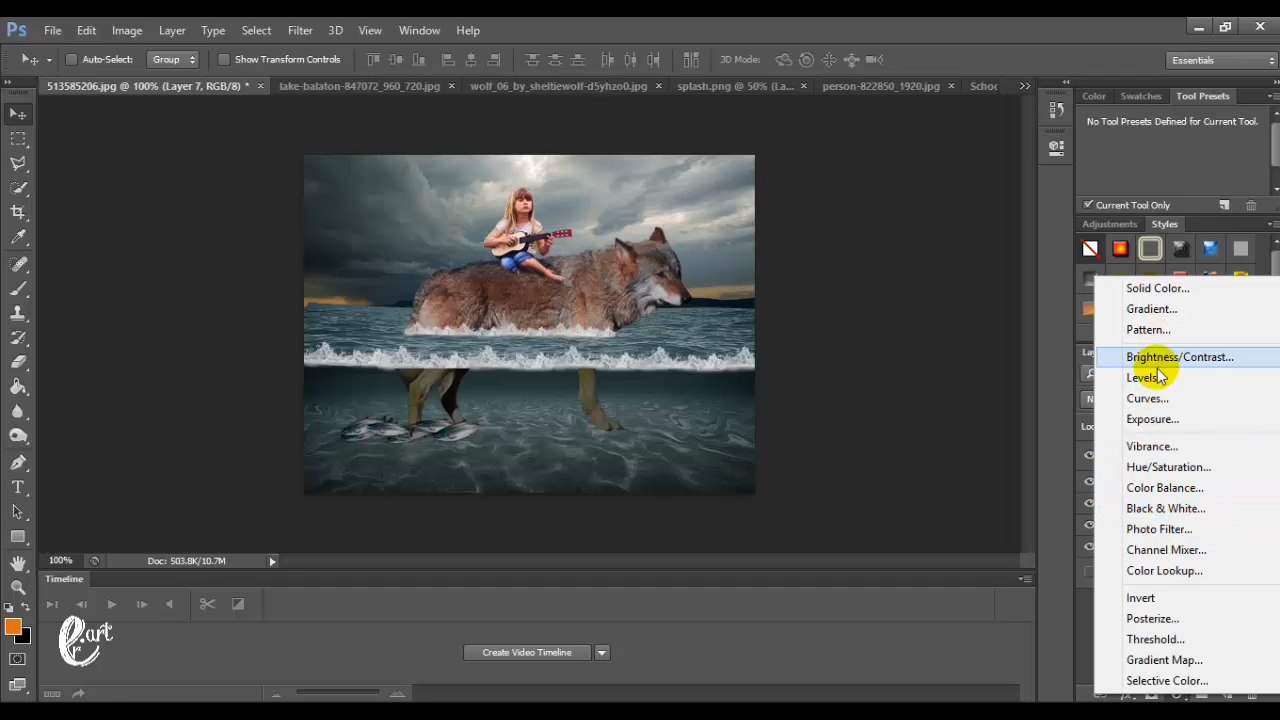 Ps File Edit Image Layer Type Select Filter 3D View Window Help
Auto-Select: Group Show Transform Controls 3D Mode: Essentials
513585206.jpg @ 100% (Layer 7, RGB/8) * × lake-balaton-847072_960_720.jpg × wolf_06_by_sheltiewolf-d5yhzo0.jpg × splash.png @ 50% (La... × person-822850_1920.jpg × Schoo
Color Swatches Tool Presets
No Tool Presets Defined for Current Tool.
Current Tool Only
Adjustments Styles
Solid Color...
Gradient...
Pattern...
Brightness/Contrast...
Levels
Curves...
Exposure...
Vibrance...
Hue/Saturation...
Color Balance...
Black & White...
Photo Filter...
Channel Mixer...
Color Lookup...
Invert
Posterize...
Threshold...
Gradient Map...
Selective Color...
100% Doc: 503.8K/10.7M
Timeline
Create Video Timeline